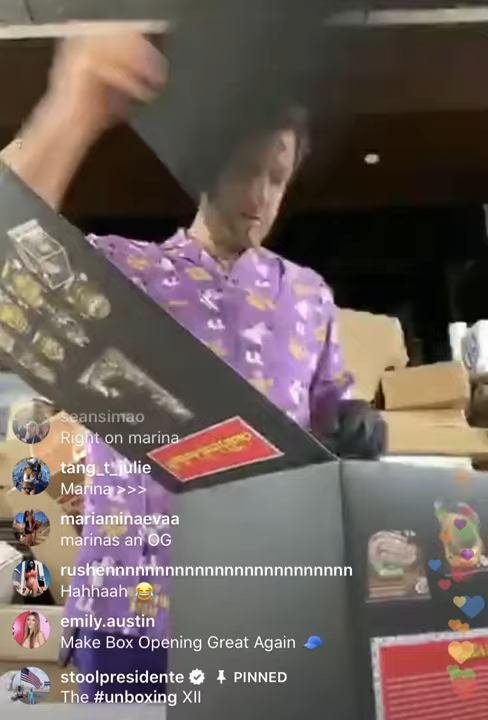 seansimao
Right on marina
tang_t_julie
Marina >>>
mariaminaevaa
marinas an OG
rushennnnnnnnnnnnnnnnnnnnnnnnnn
Hahhaah 😂
emily.austin
Make Box Opening Great Again 🧢
stoolpresidente PINNED
The #unboxing XII